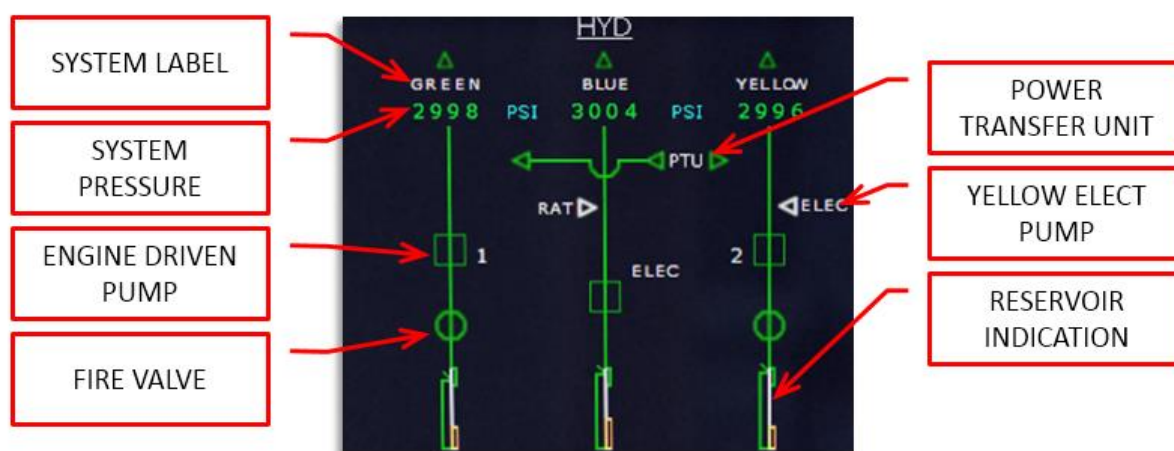 HYD
SYSTEM LABEL
GREEN BLUE YELLOW
2998 PSI 3004 PSI 2996
POWER
TRANSFER UNIT
SYSTEM
PRESSURE
PTU
RAT ELEC
YELLOW ELECT
PUMP
ENGINE DRIVEN
PUMP
1 2
ELEC
RESERVOIR
INDICATION
FIRE VALVE